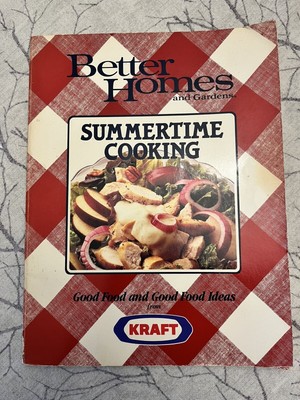 Better
Homes
and Gardens®
SUMMERTIME
COOKING
Good Food and Good Food Ideas
from
KRAFT